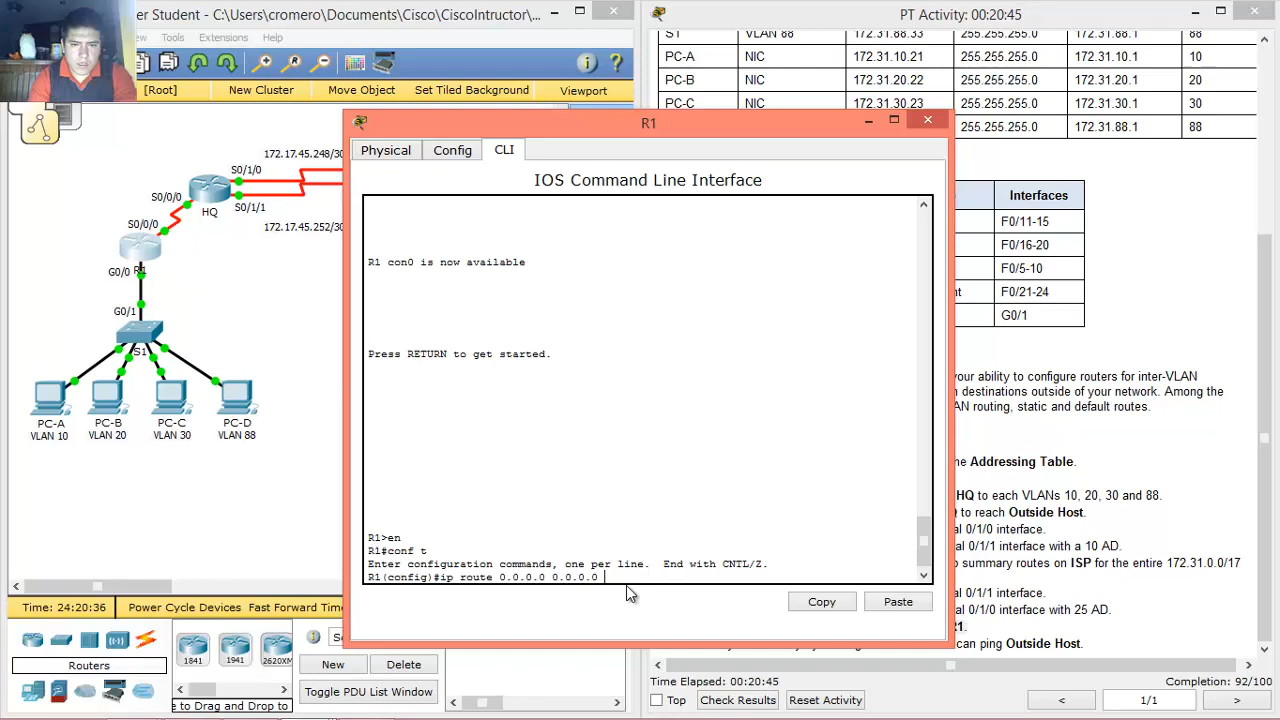 er Student - C:\Users\cromero\Documents\Cisco\CiscoIntructor\...
Tools Extensions Help
[Root] New Cluster Move Object Set Tiled Background Viewport
172.17.45.248/30
S0/1/0
S0/0/0
HQ
S0/1/1
S0/0/0
172.17.45.252/30
G0/0 R1
G0/1
S1
PC-A PC-B PC-C PC-D
VLAN 10 VLAN 20 VLAN 30 VLAN 88
R1
Physical Config CLI
IOS Command Line Interface
R1 con0 is now available
Press RETURN to get started.
R1>en
R1#conf t
Enter configuration commands, one per line. End with CNTL/Z.
R1(config)#ip route 0.0.0.0 0.0.0.0
Copy Paste
PT Activity: 00:20:45
S1 VLAN 88 172.31.88.33 255.255.255.0 172.31.88.1 88
PC-A NIC 172.31.10.21 255.255.255.0 172.31.10.1 10
PC-B NIC 172.31.20.22 255.255.255.0 172.31.20.1 20
PC-C NIC 172.31.30.23 255.255.255.0 172.31.30.1 30
255.255.255.0 172.31.88.1 88
Interfaces
F0/11-15
F0/16-20
F0/5-10
nt F0/21-24
G0/1
your ability to configure routers for inter-VLAN
n destinations outside of your network. Among the
AN routing, static and default routes.
he Addressing Table.
HQ to each VLANs 10, 20, 30 and 88.
Q to reach Outside Host.
al 0/1/0 interface.
al 0/1/1 interface with a 10 AD.
o summary routes on ISP for the entire 172.31.0.0/17
al 0/1/1 interface.
al 0/1/0 interface with 25 AD.
R1.
can ping Outside Host.
Time Elapsed: 00:20:45 Completion: 92/100
Top Check Results Reset Activity < 1/1 >
Time: 24:20:36 Power Cycle Devices Fast Forward Time
Routers
1841 1941 2620XM
e to Drag and Drop to
New Delete
Toggle PDU List Window